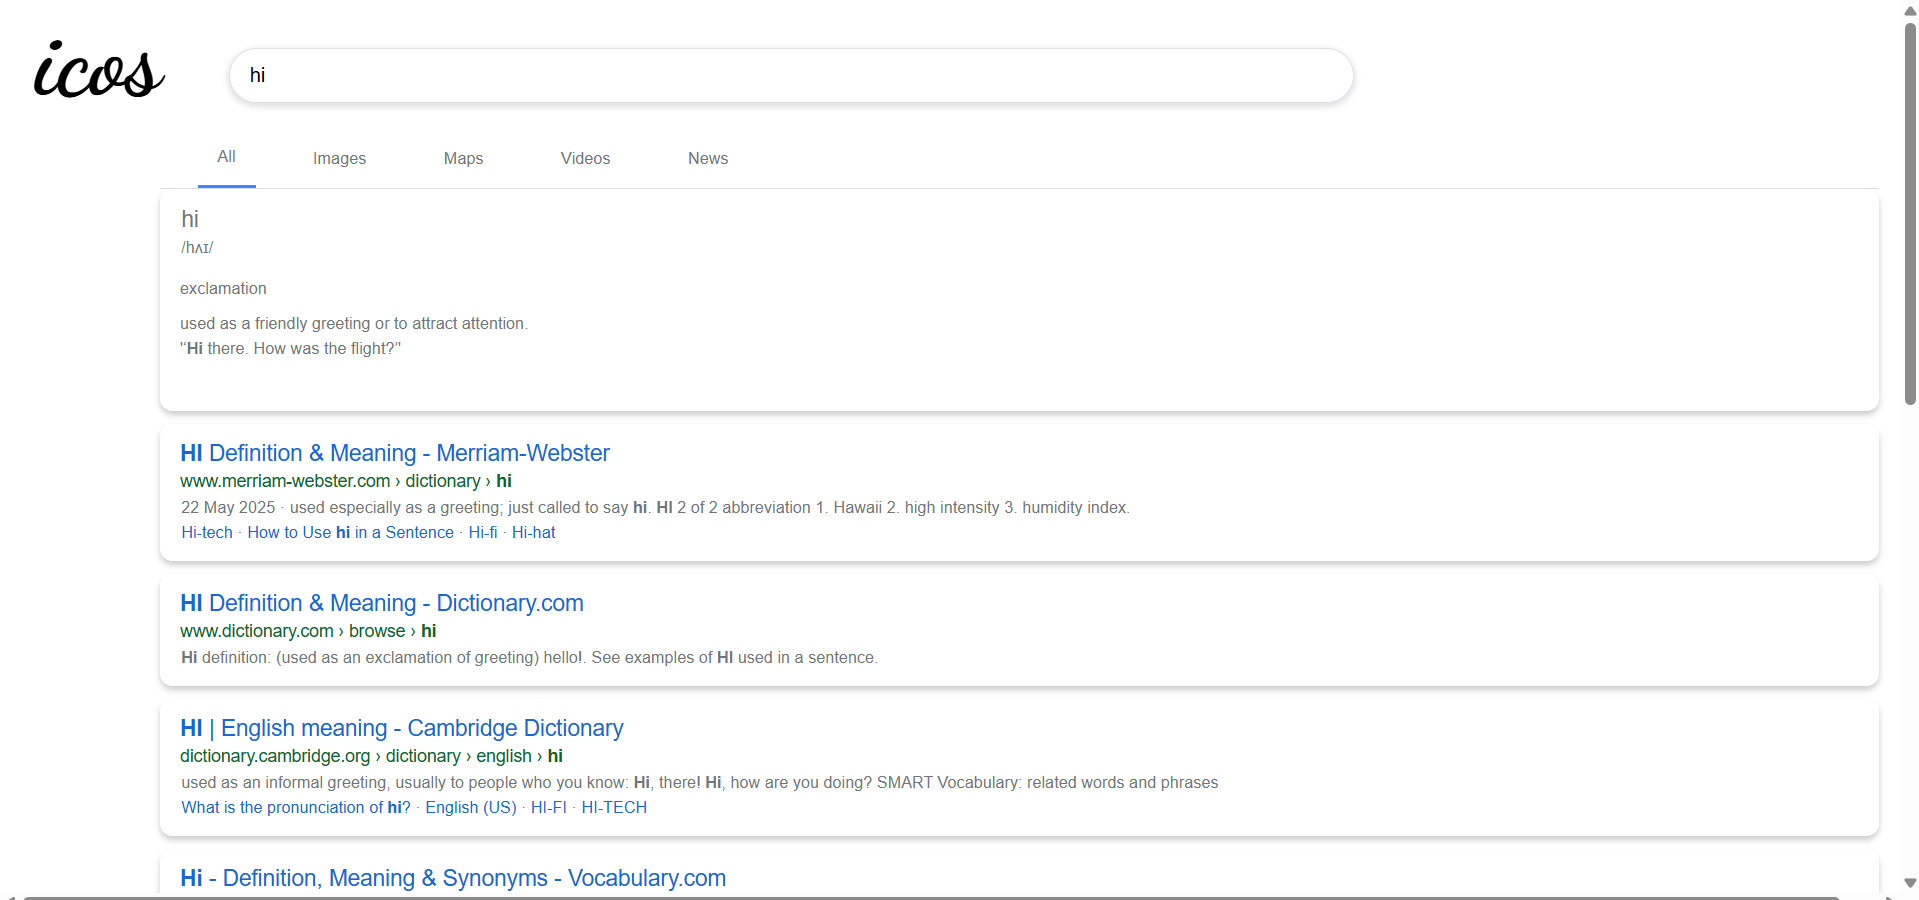 icos
hi
All Images Maps Videos News
hi
/hʌɪ/
exclamation
used as a friendly greeting or to attract attention.
"Hi there. How was the flight?"
HI Definition & Meaning - Merriam-Webster
www.merriam-webster.com › dictionary › hi
22 May 2025 · used especially as a greeting; just called to say hi. HI 2 of 2 abbreviation 1. Hawaii 2. high intensity 3. humidity index.
Hi-tech · How to Use hi in a Sentence · Hi-fi · Hi-hat
HI Definition & Meaning - Dictionary.com
www.dictionary.com › browse › hi
Hi definition: (used as an exclamation of greeting) hello!. See examples of HI used in a sentence.
HI | English meaning - Cambridge Dictionary
dictionary.cambridge.org › dictionary › english › hi
used as an informal greeting, usually to people who you know: Hi, there! Hi, how are you doing? SMART Vocabulary: related words and phrases
What is the pronunciation of hi? · English (US) · HI-FI · HI-TECH
Hi - Definition, Meaning & Synonyms - Vocabulary.com